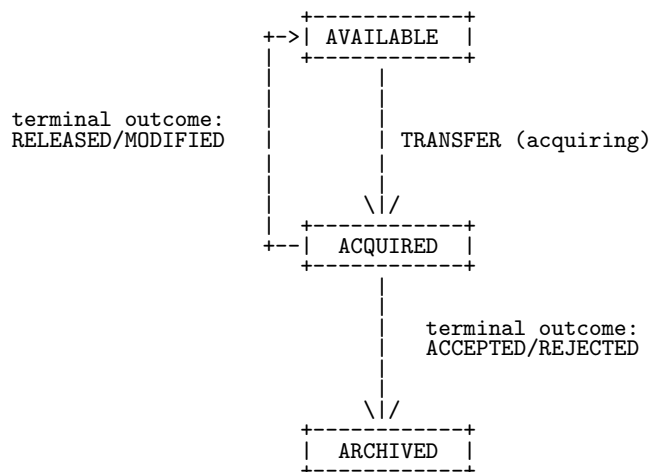 AVAILABLE
terminal outcome:
RELEASED/MODIFIED
TRANSFER (acquiring)
ACQUIRED
terminal outcome:
ACCEPTED/REJECTED
ARCHIVED